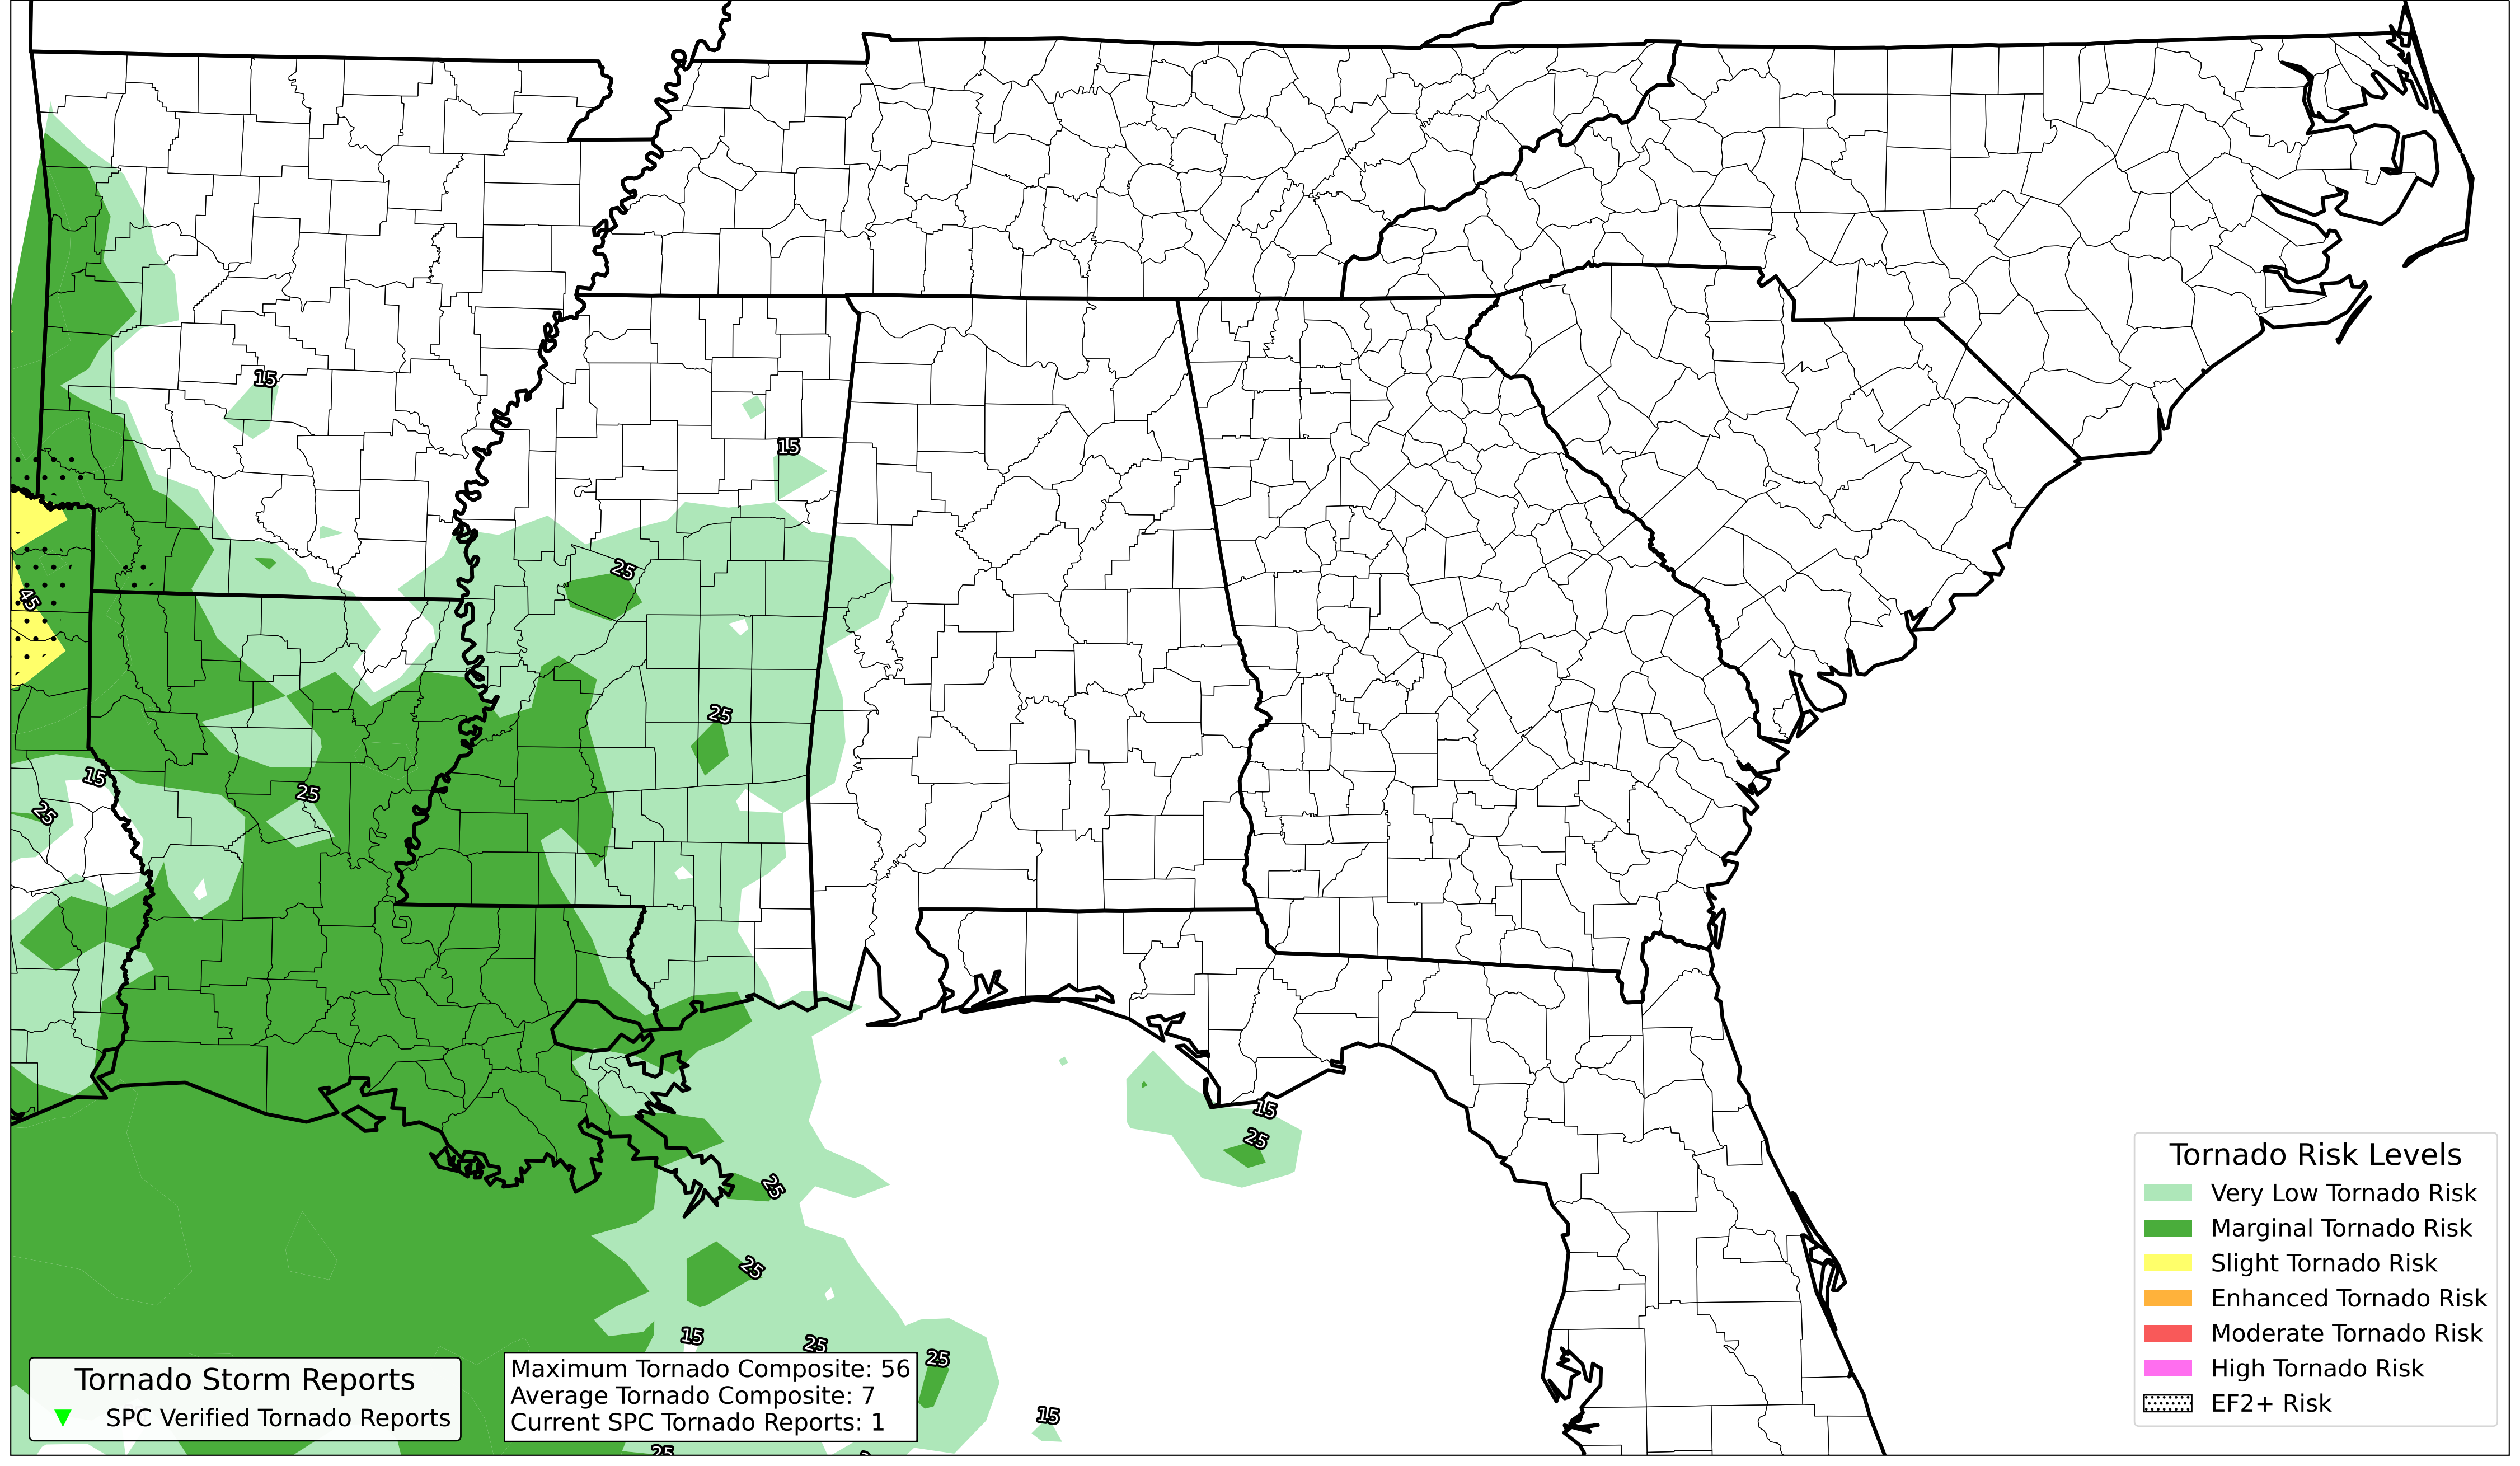 15
15
25
45
25
15
25
25
15
25
25
25
15
25
25
15
25
Tornado Storm Reports
SPC Verified Tornado Reports
Maximum Tornado Composite: 56
Average Tornado Composite: 7
Current SPC Tornado Reports: 1
Tornado Risk Levels
Very Low Tornado Risk
Marginal Tornado Risk
Slight Tornado Risk
Enhanced Tornado Risk
Moderate Tornado Risk
High Tornado Risk
EF2+ Risk